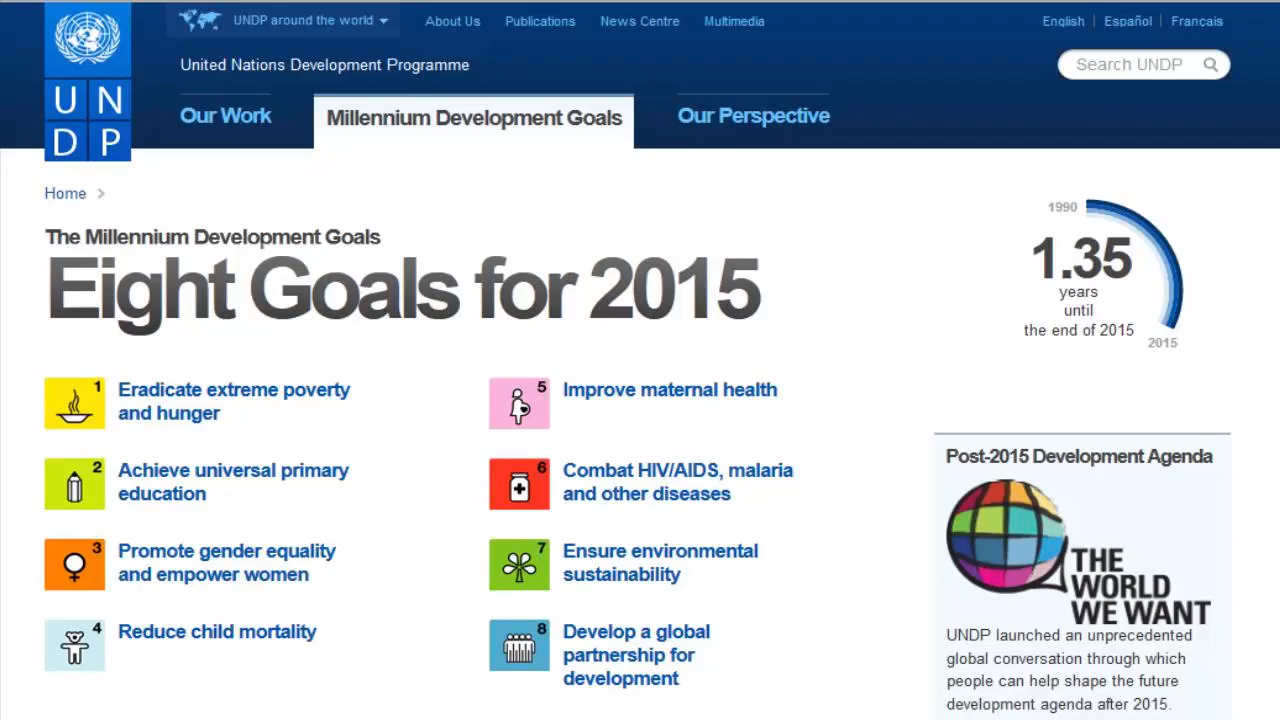 UNDP around the world
About Us
Publications
News Centre
Multimedia
English
Español
Français
United Nations Development Programme
Search UNDP
U N
D P
Our Work
Millennium Development Goals
Our Perspective
Home
The Millennium Development Goals
Eight Goals for 2015
1990
1.35
years
until
the end of 2015
2015
1
Eradicate extreme poverty
and hunger
2
Achieve universal primary
education
3
Promote gender equality
and empower women
4
Reduce child mortality
5
Improve maternal health
6
Combat HIV/AIDS, malaria
and other diseases
7
Ensure environmental
sustainability
8
Develop a global
partnership for
development
Post-2015 Development Agenda
THE
WORLD
WE WANT
UNDP launched an unprecedented
global conversation through which
people can help shape the future
development agenda after 2015.